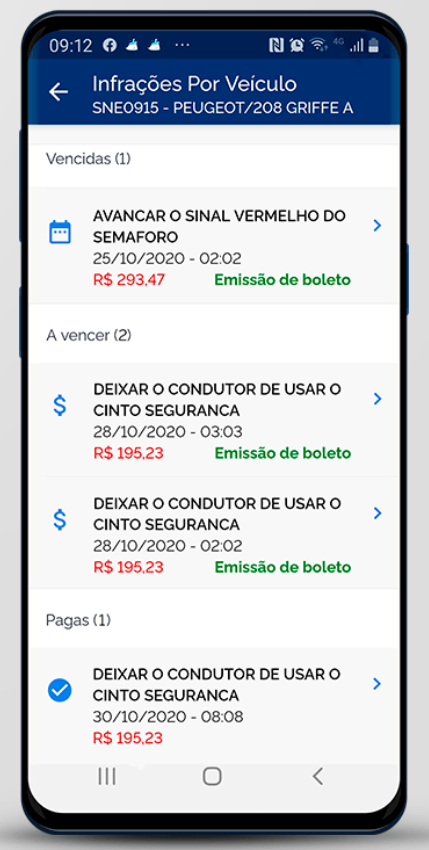 09:12
4G
Infrações Por Veículo
SNE0915 - PEUGEOT/208 GRIFFE A
Vencidas (1)
AVANCAR O SINAL VERMELHO DO
SEMAFORO
25/10/2020 - 02:02
R$ 293,47 Emissão de boleto
A vencer (2)
DEIXAR O CONDUTOR DE USAR O
CINTO SEGURANCA
28/10/2020 - 03:03
R$ 195,23 Emissão de boleto
DEIXAR O CONDUTOR DE USAR O
CINTO SEGURANCA
28/10/2020 - 02:02
R$ 195,23 Emissão de boleto
Pagas (1)
DEIXAR O CONDUTOR DE USAR O
CINTO SEGURANCA
30/10/2020 - 08:08
R$ 195,23